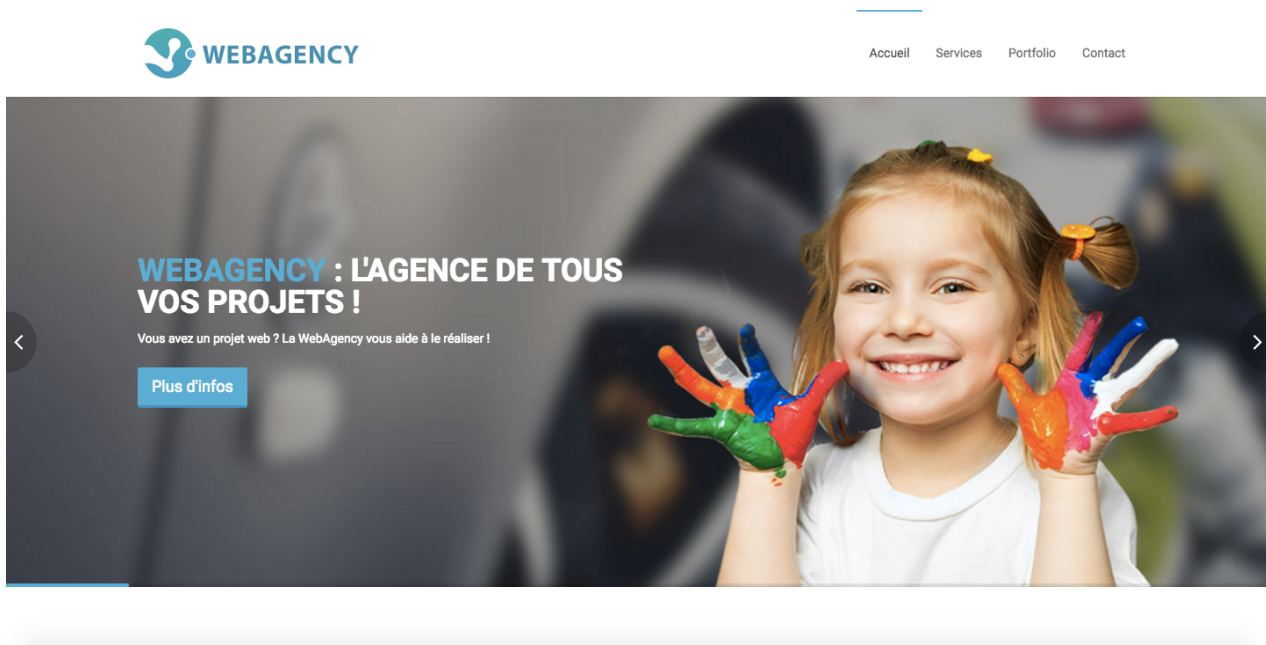 WEBAGENCY
Accueil Services Portfolio Contact
WEBAGENCY : L'AGENCE DE TOUS
VOS PROJETS !
Vous avez un projet web ? La WebAgency vous aide à le réaliser !
Plus d'infos